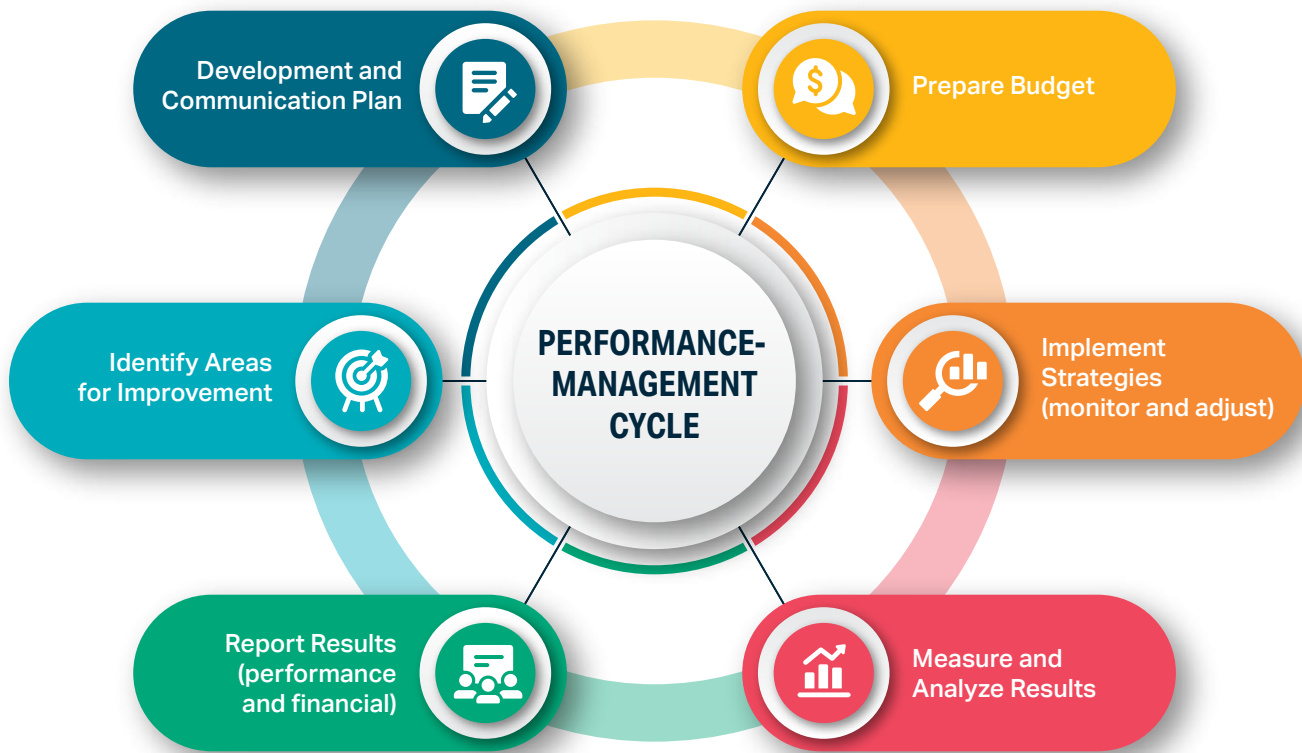 Development and
Communication Plan
$
Prepare Budget
PERFORMANCE-
MANAGEMENT
CYCLE
Identify Areas
for Improvement
Implement
Strategies
(monitor and adjust)
Report Results
(performance
and financial)
Measure and
Analyze Results